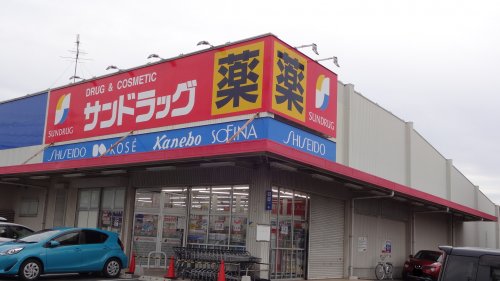 DRUG & COSMETIC
サンドラッグ
薬
薬
SUNDRUG
SUNDRUG
SHISEIDO
KOSÉ
Kanebo
SOFINA
SHISEIDO